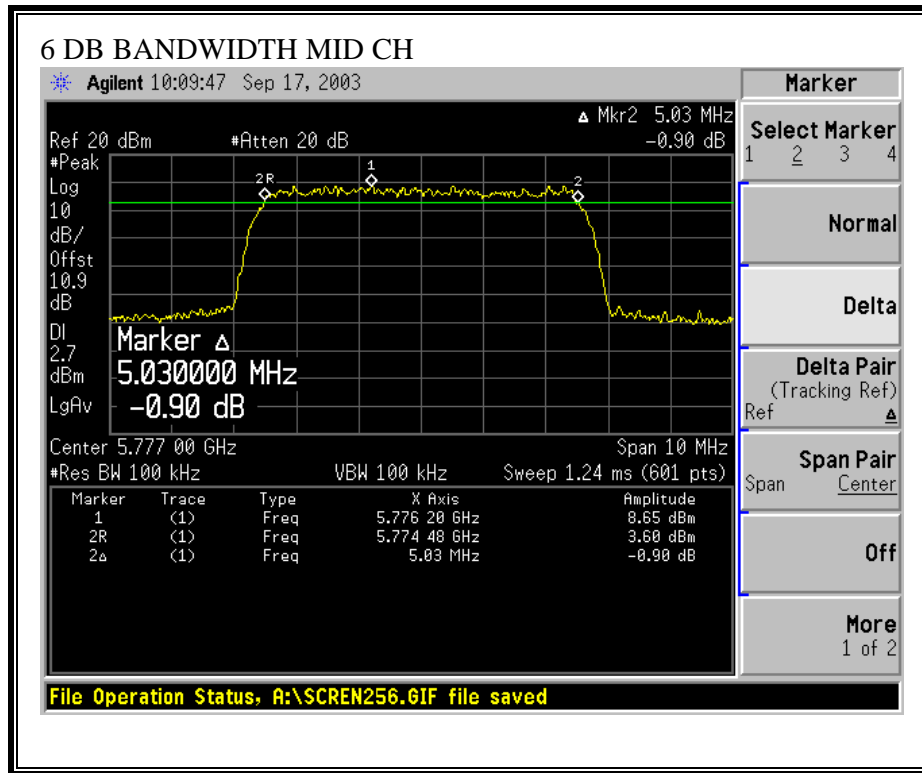 6 DB BANDWIDTH MID CH
Agilent 10:09:47 Sep 17, 2003
Marker
Δ Mkr2 5.03 MHz
Ref 20 dBm #Atten 20 dB -0.90 dB
Select Marker
1 2 3 4
#Peak
Log
10
dB/
Offst
10.9
dB
DI
2.7
dBm
LgAv
1
2R
2
Normal
Delta
Marker Δ
5.030000 MHz
-0.90 dB
Delta Pair
(Tracking Ref)
Ref Δ
Center 5.777 00 GHz Span 10 MHz
#Res BW 100 kHz VBW 100 kHz Sweep 1.24 ms (601 pts)
Span Pair
Span Center
Marker Trace Type X Axis Amplitude
1 (1) Freq 5.776 20 GHz 8.65 dBm
2R (1) Freq 5.774 48 GHz 3.60 dBm
2Δ (1) Freq 5.03 MHz -0.90 dB
Off
More
1 of 2
File Operation Status, A:\SCREN256.GIF file saved